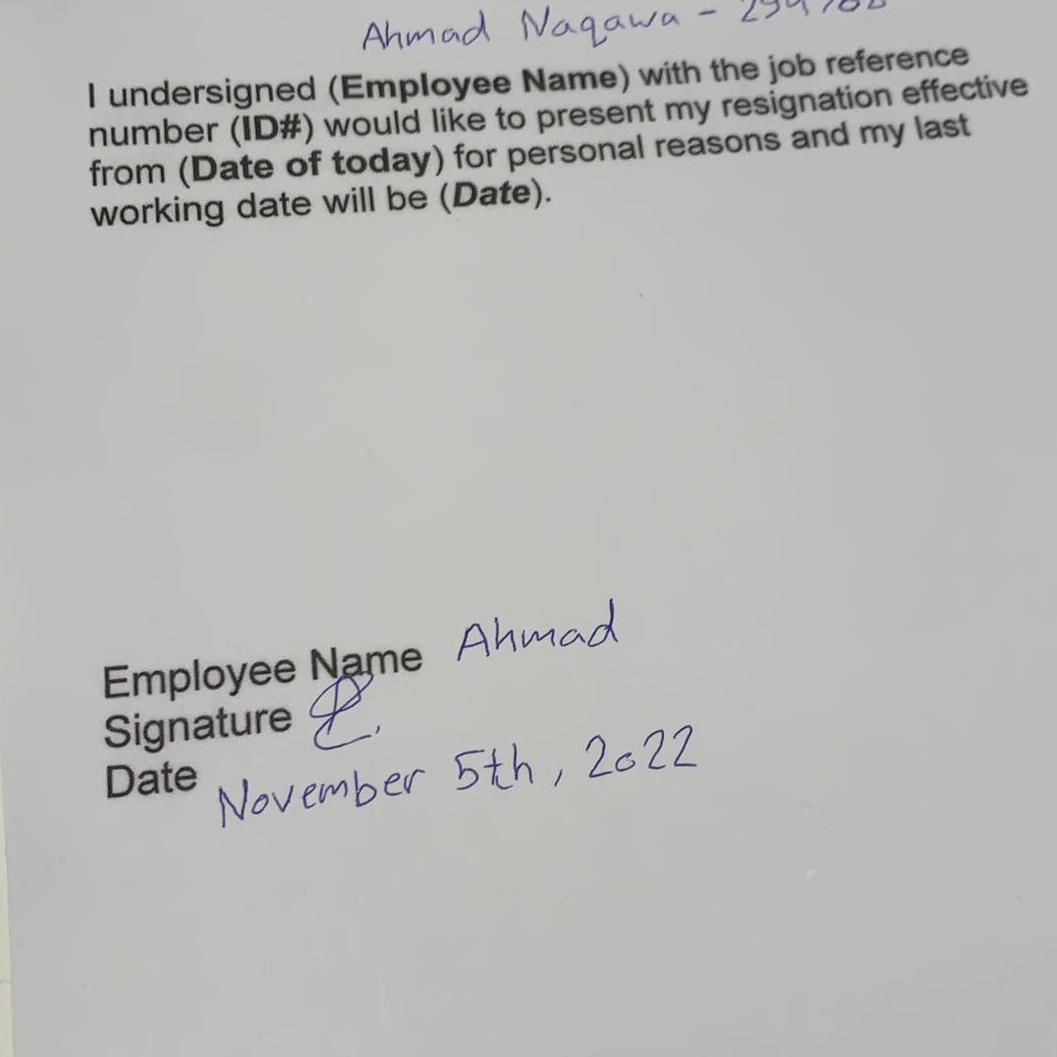 Ahmad Naqawa -
I undersigned (Employee Name) with the job reference
number (ID#) would like to present my resignation effective
from (Date of today) for personal reasons and my last
working date will be (Date).
Employee Name Ahmad
Signature
Date November 5th, 2022